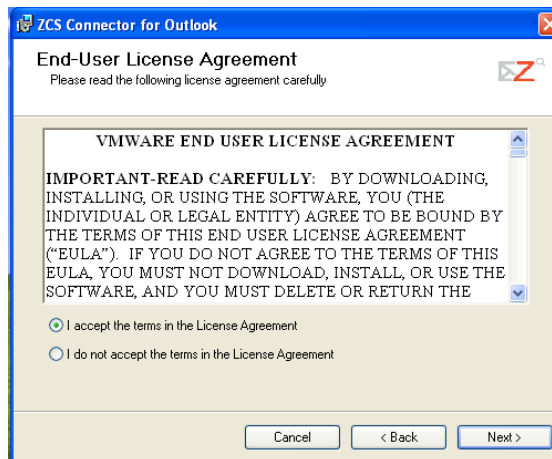 ZCS Connector for Outlook
End-User License Agreement
Please read the following license agreement carefully
Z
VMWARE END USER LICENSE AGREEMENT
IMPORTANT-READ CAREFULLY: BY DOWNLOADING,
INSTALLING, OR USING THE SOFTWARE, YOU (THE
INDIVIDUAL OR LEGAL ENTITY) AGREE TO BE BOUND BY
THE TERMS OF THIS END USER LICENSE AGREEMENT
(“EULA”). IF YOU DO NOT AGREE TO THE TERMS OF THIS
EULA, YOU MUST NOT DOWNLOAD, INSTALL, OR USE THE
SOFTWARE, AND YOU MUST DELETE OR RETURN THE
I accept the terms in the License Agreement
I do not accept the terms in the License Agreement
Cancel
< Back
Next >